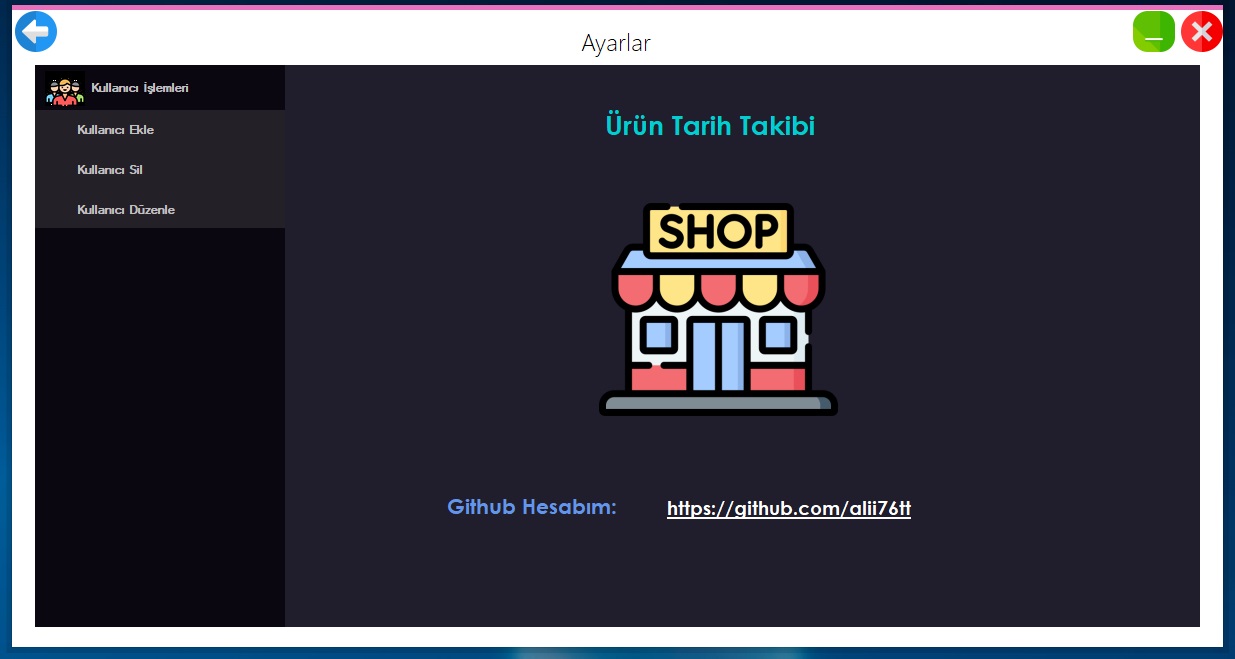 Ayarlar
Kullanıcı İşlemleri
Kullanıcı Ekle
Kullanıcı Sil
Kullanıcı Düzenle
Ürün Tarih Takibi
SHOP
Github Hesabım: https://github.com/alii76tt